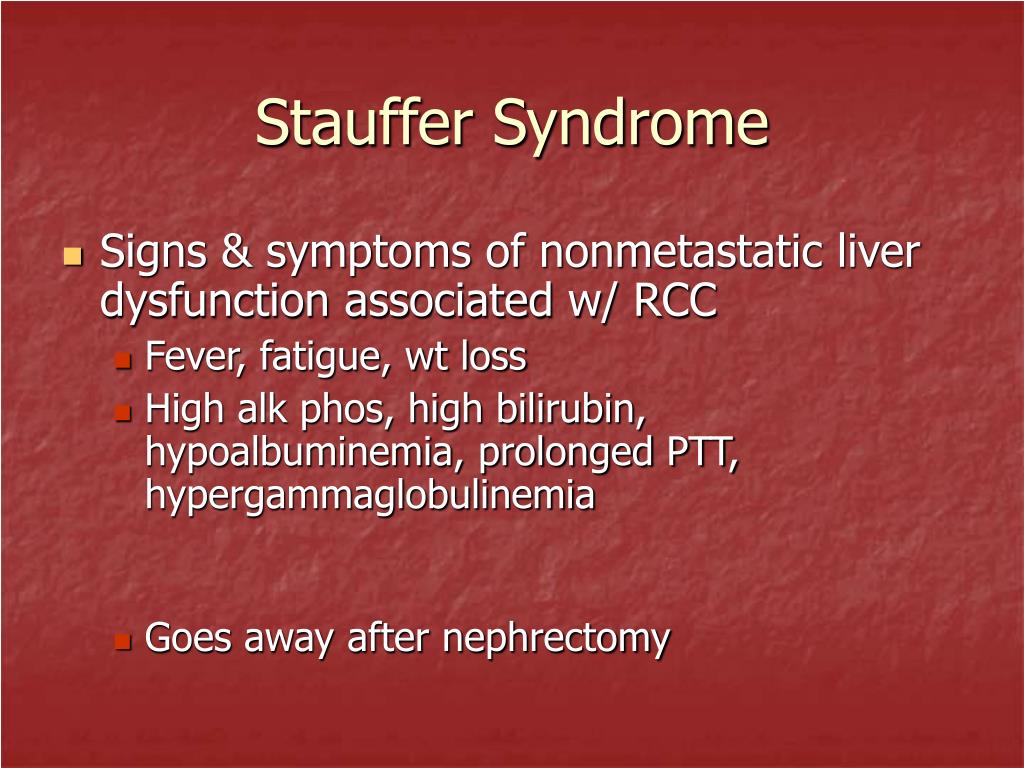 Stauffer Syndrome
Signs & symptoms of nonmetastatic liver
dysfunction associated w/ RCC
Fever, fatigue, wt loss
High alk phos, high bilirubin,
hypoalbuminemia, prolonged PTT,
hypergammaglobulinemia
Goes away after nephrectomy